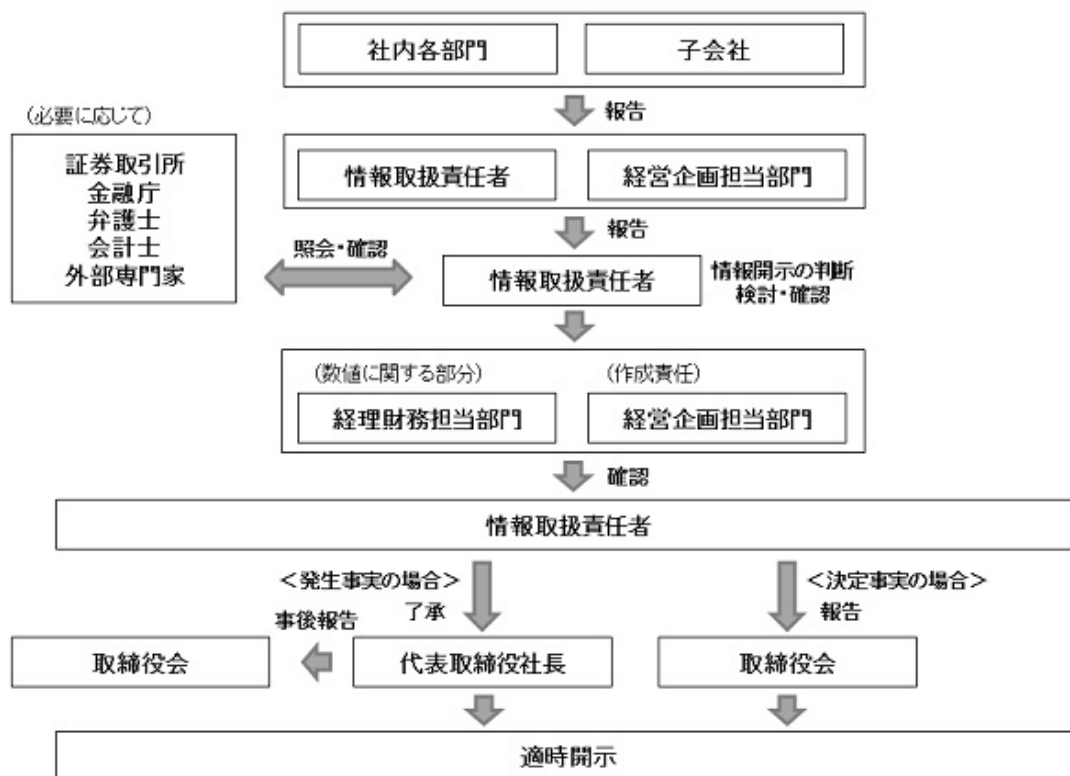 社内各部門
子会社
報告
(必要に応じて)
証券取引所
金融庁
弁護士
会計士
外部専門家
情報取扱責任者
経営企画担当部門
報告
照会・確認
情報取扱責任者
情報開示の判断
検討・確認
(数値に関する部分)
(作成責任)
経理財務担当部門
経営企画担当部門
確認
情報取扱責任者
<発生事実の場合>
了承
<決定事実の場合>
報告
事後報告
取締役会
代表取締役社長
取締役会
適時開示